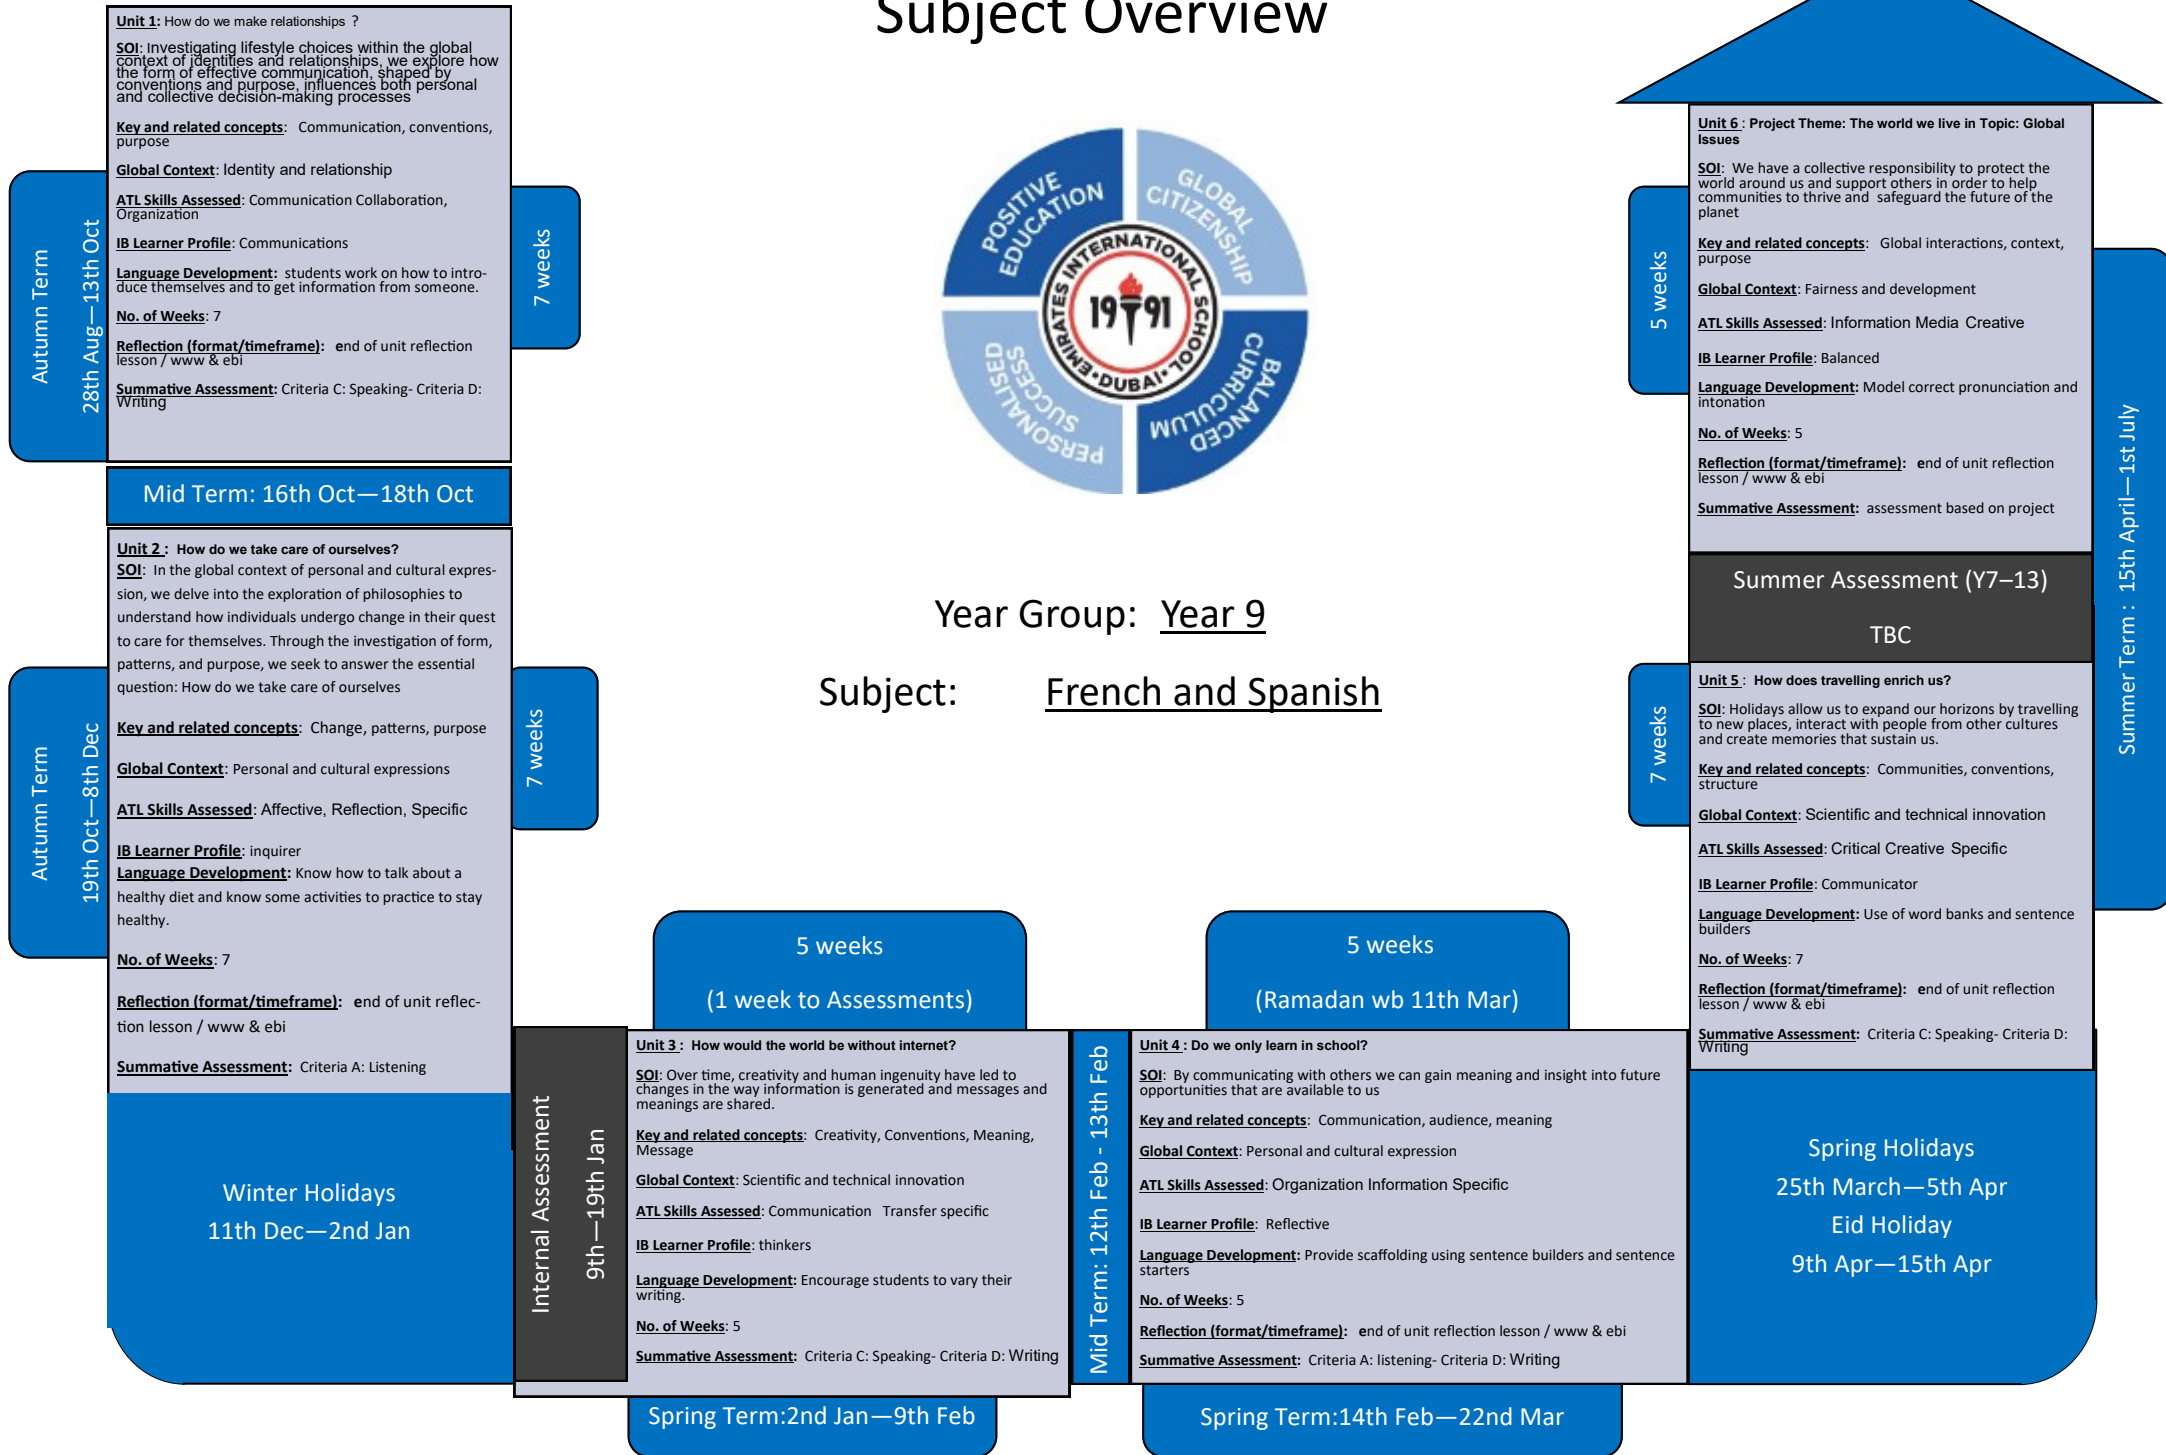 Subject Overview
Unit 1: How do we make relationships ?
SOI: Investigating lifestyle choices within the global
context of identities and relationships, we explore how
the form of effective communication, shaped by
conventions and purpose, influences both personal
and collective decision-making processes
Key and related concepts: Communication, conventions,
purpose
Global Context: Identity and relationship
ATL Skills Assessed: Communication Collaboration,
Organization
IB Learner Profile: Communications
Language Development: students work on how to intro-
duce themselves and to get information from someone.
No. of Weeks: 7
Reflection (format/timeframe): end of unit reflection
lesson / www & ebi
Summative Assessment: Criteria C: Speaking- Criteria D:
Writing
Autumn Term
28th Aug—13th Oct
7 weeks
Mid Term: 16th Oct—18th Oct
Unit 2 : How do we take care of ourselves?
SOI: In the global context of personal and cultural expres-
sion, we delve into the exploration of philosophies to
understand how individuals undergo change in their quest
to care for themselves. Through the investigation of form,
patterns, and purpose, we seek to answer the essential
question: How do we take care of ourselves
Key and related concepts: Change, patterns, purpose
Global Context: Personal and cultural expressions
ATL Skills Assessed: Affective, Reflection, Specific
IB Learner Profile: inquirer
Language Development: Know how to talk about a
healthy diet and know some activities to practice to stay
healthy.
No. of Weeks: 7
Reflection (format/timeframe): end of unit reflec-
tion lesson / www & ebi
Summative Assessment: Criteria A: Listening
Autumn Term
19th Oct—8th Dec
7 weeks
Winter Holidays
11th Dec—2nd Jan
POSITIVE
EDUCATION
GLOBAL
CITIZENSHIP
PERSONALISED
SUCCESS
BALANCED
CURRICULUM
EMIRATES INTERNATIONAL SCHOOL
•DUBAI•
1991
Year Group: Year 9
Subject: French and Spanish
Internal Assessment
9th—19th Jan
5 weeks
(1 week to Assessments)
Unit 3 : How would the world be without internet?
SOI: Over time, creativity and human ingenuity have led to
changes in the way information is generated and messages and
meanings are shared.
Key and related concepts: Creativity, Conventions, Meaning,
Message
Global Context: Scientific and technical innovation
ATL Skills Assessed: Communication Transfer specific
IB Learner Profile: thinkers
Language Development: Encourage students to vary their
writing.
No. of Weeks: 5
Summative Assessment: Criteria C: Speaking- Criteria D: Writing
Spring Term:2nd Jan—9th Feb
Mid Term: 12th Feb - 13th Feb
5 weeks
(Ramadan wb 11th Mar)
Unit 4 : Do we only learn in school?
SOI: By communicating with others we can gain meaning and insight into future
opportunities that are available to us
Key and related concepts: Communication, audience, meaning
Global Context: Personal and cultural expression
ATL Skills Assessed: Organization Information Specific
IB Learner Profile: Reflective
Language Development: Provide scaffolding using sentence builders and sentence
starters
No. of Weeks: 5
Reflection (format/timeframe): end of unit reflection lesson / www & ebi
Summative Assessment: Criteria A: listening- Criteria D: Writing
Spring Term:14th Feb—22nd Mar
Spring Holidays
25th March—5th Apr
Eid Holiday
9th Apr—15th Apr
Unit 5 : How does travelling enrich us?
SOI: Holidays allow us to expand our horizons by travelling
to new places, interact with people from other cultures
and create memories that sustain us.
Key and related concepts: Communities, conventions,
structure
Global Context: Scientific and technical innovation
ATL Skills Assessed: Critical Creative Specific
IB Learner Profile: Communicator
Language Development: Use of word banks and sentence
builders
No. of Weeks: 7
Reflection (format/timeframe): end of unit reflection
lesson / www & ebi
Summative Assessment: Criteria C: Speaking- Criteria D:
Writing
7 weeks
Summer Assessment (Y7–13)
TBC
Unit 6 : Project Theme: The world we live in Topic: Global
Issues
SOI: We have a collective responsibility to protect the
world around us and support others in order to help
communities to thrive and safeguard the future of the
planet
Key and related concepts: Global interactions, context,
purpose
Global Context: Fairness and development
ATL Skills Assessed: Information Media Creative
IB Learner Profile: Balanced
Language Development: Model correct pronunciation and
intonation
No. of Weeks: 5
Reflection (format/timeframe): end of unit reflection
lesson / www & ebi
Summative Assessment: assessment based on project
5 weeks
Summer Term : 15th April—1st July